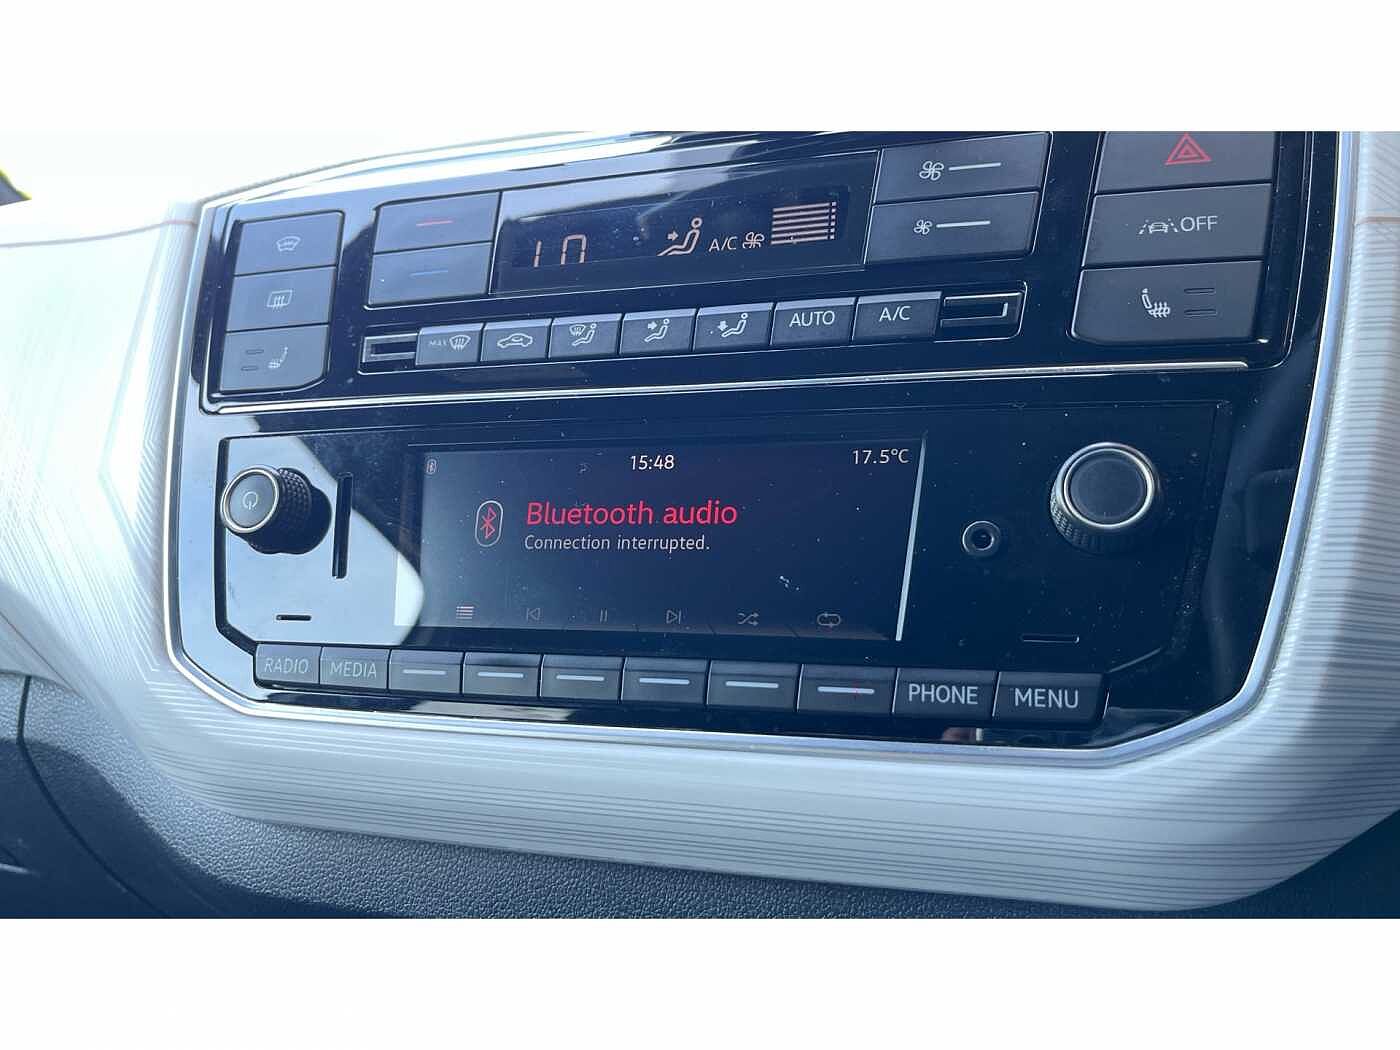 OFF
A/C
MAX
AUTO
A/C
15:48
17.5°C
Bluetooth audio
Connection interrupted.
RADIO
MEDIA
PHONE
MENU